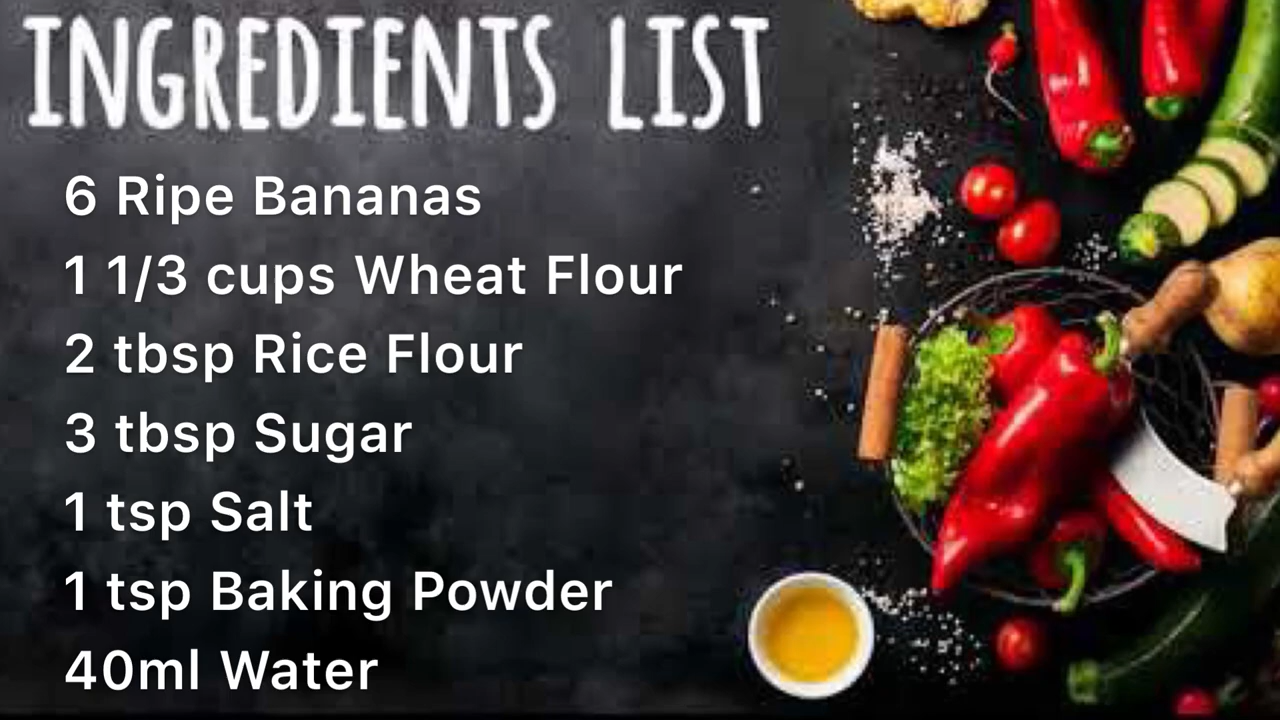 INGREDIENTS LIST
6 Ripe Bananas
1 1/3 cups Wheat Flour
2 tbsp Rice Flour
3 tbsp Sugar
1 tsp Salt
1 tsp Baking Powder
40ml Water